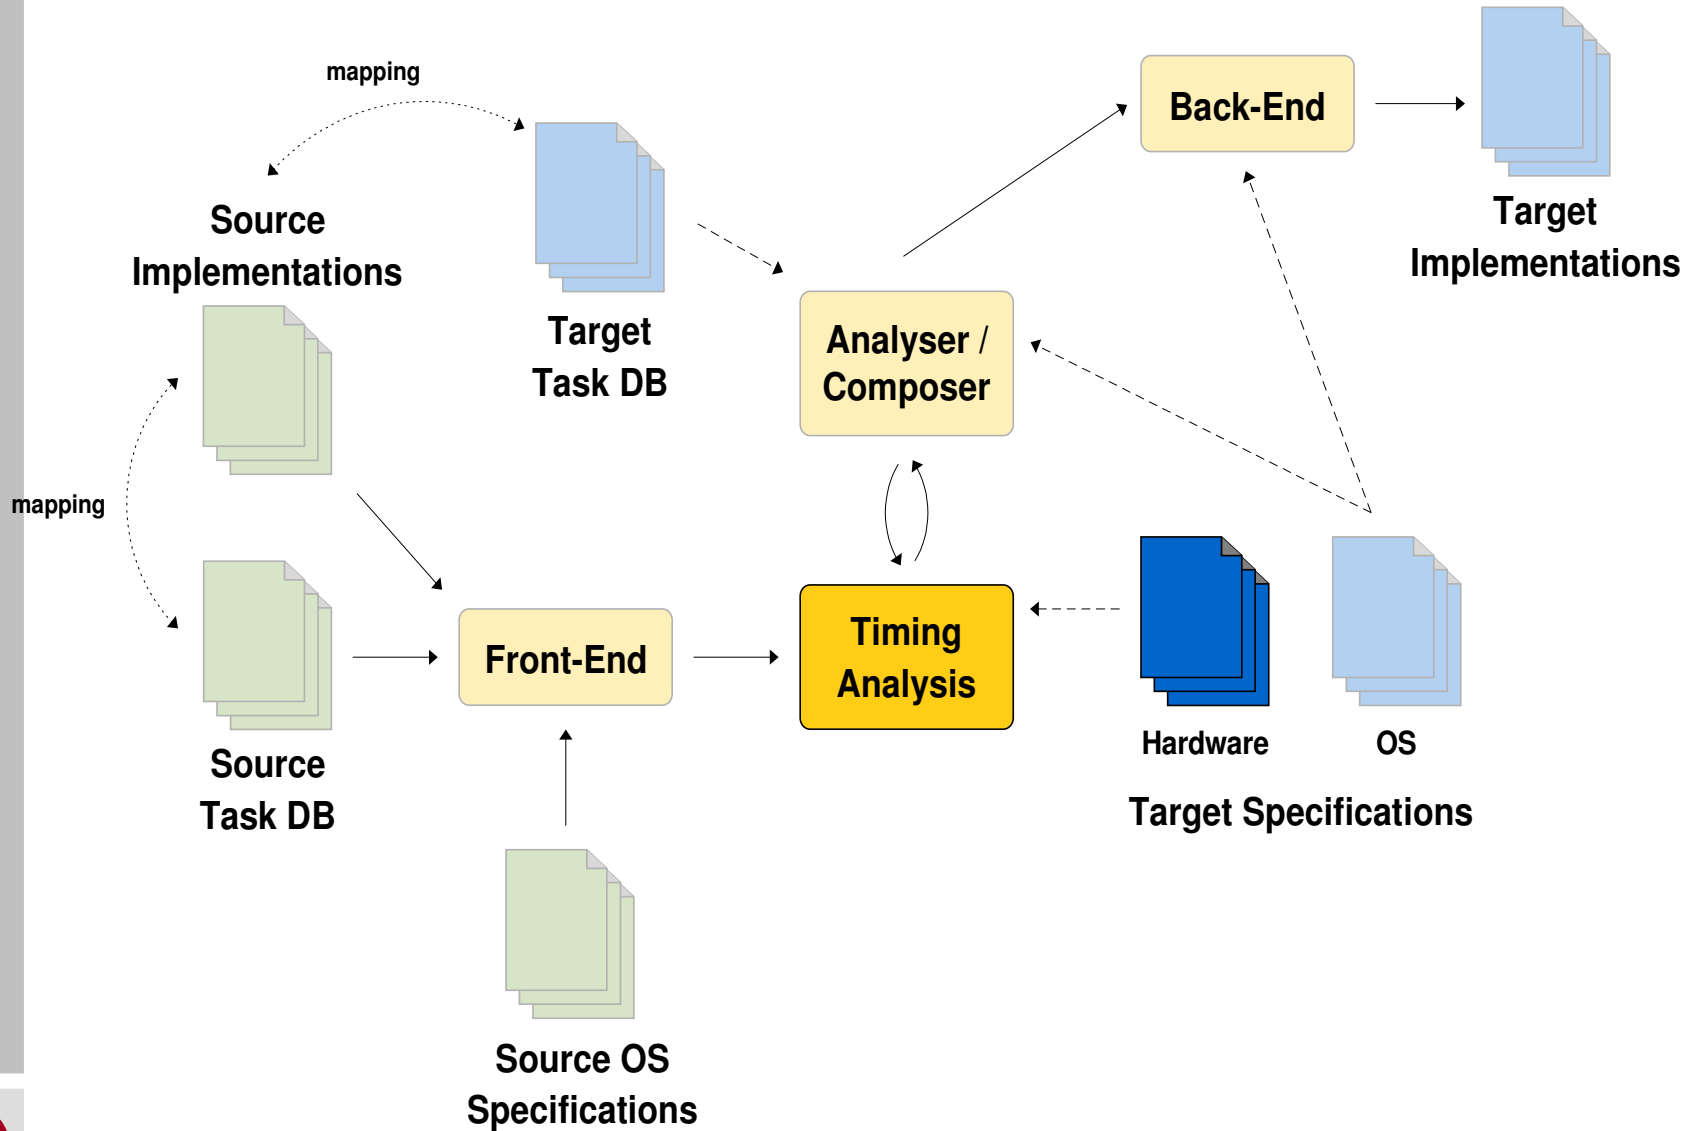 mapping
Back-End
Source
Implementations
Target
Implementations
Target
Task DB
Analyser /
Composer
mapping
Front-End
Timing
Analysis
Hardware
OS
Target Specifications
Source
Task DB
Source OS
Specifications